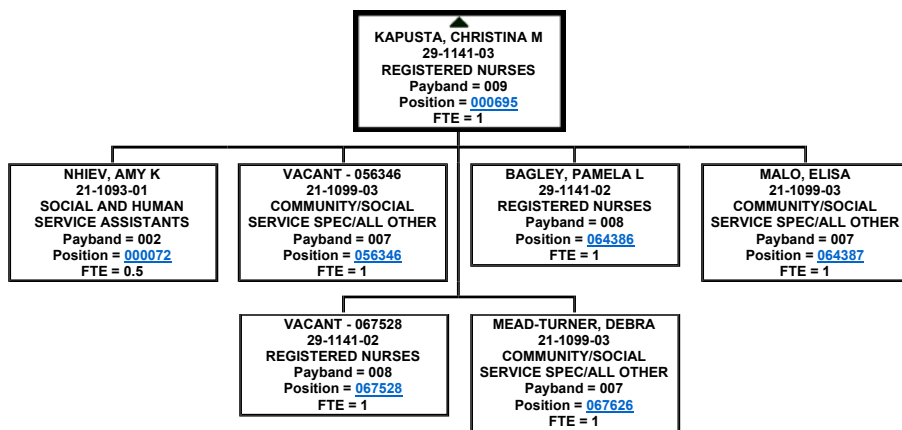 KAPUSTA, CHRISTINA M
29-1141-03
REGISTERED NURSES
Payband = 009
Position = 000695
FTE = 1
NHIEV, AMY K
21-1093-01
SOCIAL AND HUMAN
SERVICE ASSISTANTS
Payband = 002
Position = 000072
FTE = 0.5
VACANT - 056346
21-1099-03
COMMUNITY/SOCIAL
SERVICE SPEC/ALL OTHER
Payband = 007
Position = 056346
FTE = 1
BAGLEY, PAMELA L
29-1141-02
REGISTERED NURSES
Payband = 008
Position = 064386
FTE = 1
MALO, ELISA
21-1099-03
COMMUNITY/SOCIAL
SERVICE SPEC/ALL OTHER
Payband = 007
Position = 064387
FTE = 1
VACANT - 067528
29-1141-02
REGISTERED NURSES
Payband = 008
Position = 067528
FTE = 1
MEAD-TURNER, DEBRA
21-1099-03
COMMUNITY/SOCIAL
SERVICE SPEC/ALL OTHER
Payband = 007
Position = 067626
FTE = 1